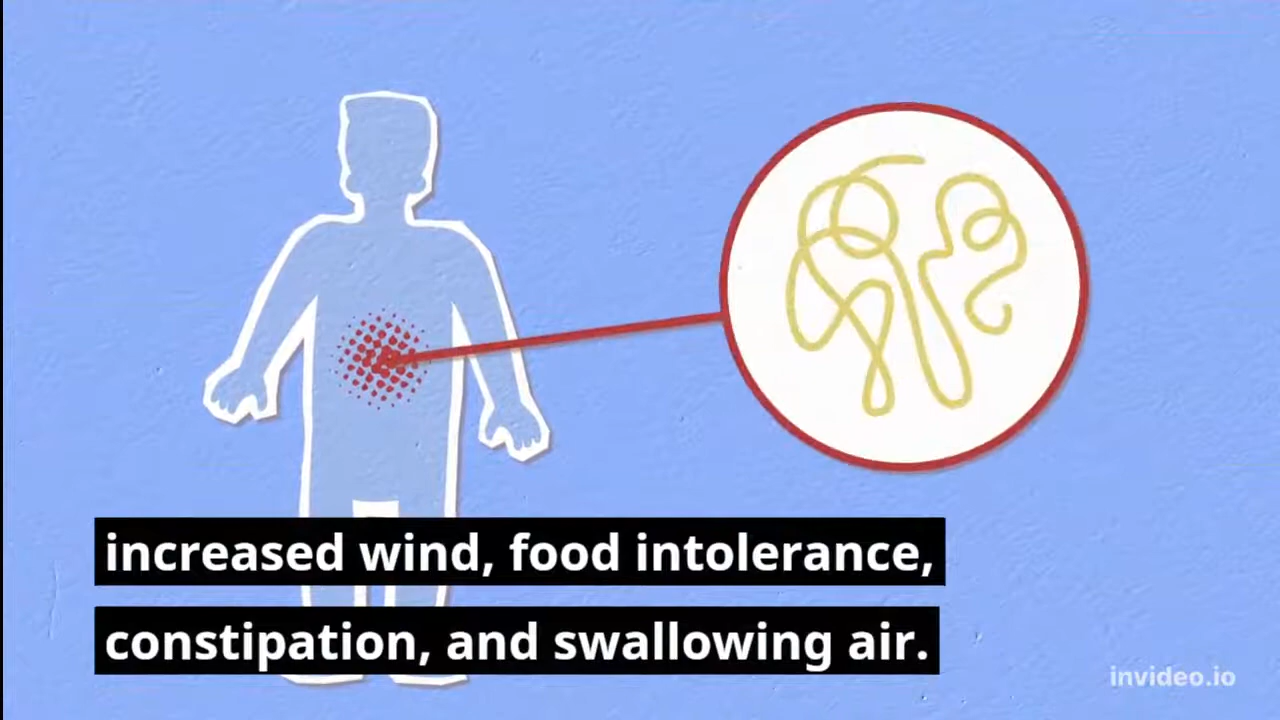 increased wind, food intolerance,
constipation, and swallowing air.
invideo.io